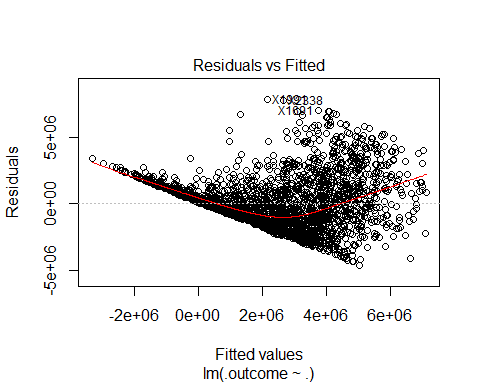 Residuals vs Fitted
X1691
Residuals
5e+06
0e+00
-5e+06
-2e+06 0e+00 2e+06 4e+06 6e+06
Fitted values
lm(.outcome ~ .)